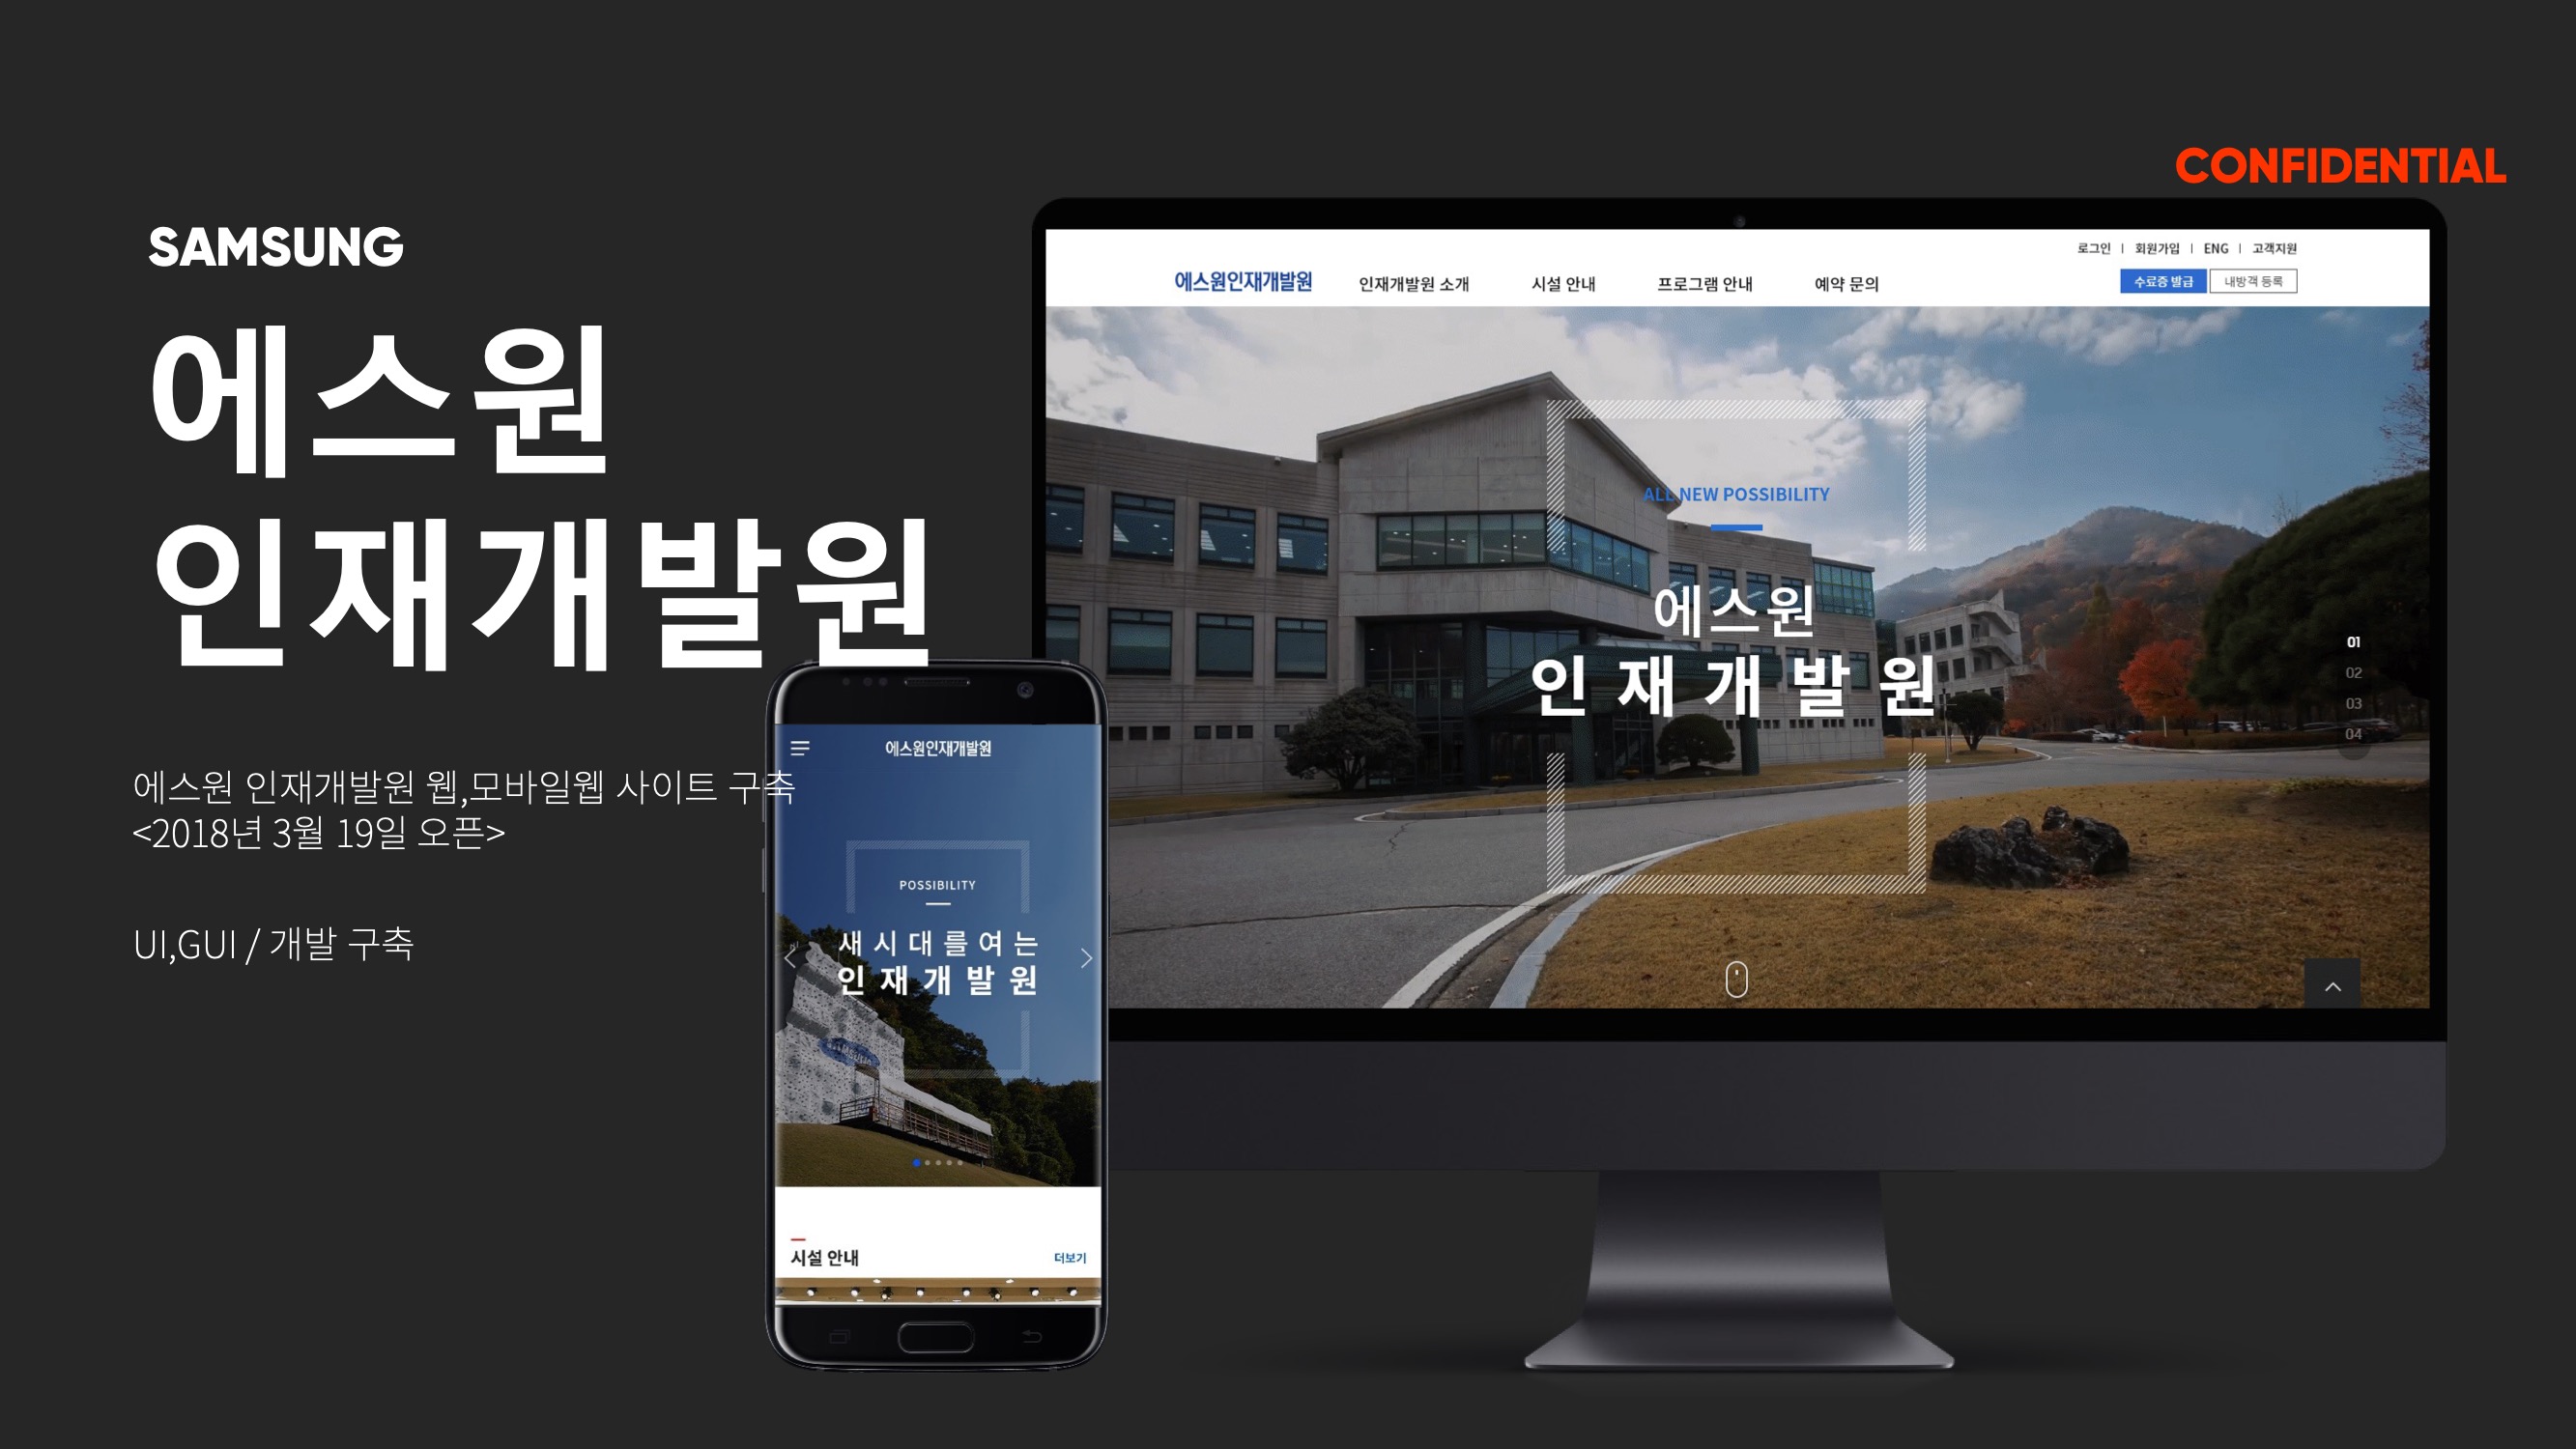 CONFIDENTIAL
SAMSUNG
에스원
인재개발원
에스원 인재개발원 웹,모바일웹 사이트 구축
<2018년 3월 19일 오픈>
UI,GUI / 개발 구축
로그인 | 회원가입 | ENG | 고객지원
에스원인재개발원 인재개발원 소개 시설 안내 프로그램 안내 예약 문의 수료증 발급 내방객 등록
ALL NEW POSSIBILITY
에스원
인재개발원
01
02
03
04
에스원인재개발원
POSSIBILITY
새시대를여는
인재개발원
SAMSUNG
시설 안내 더보기